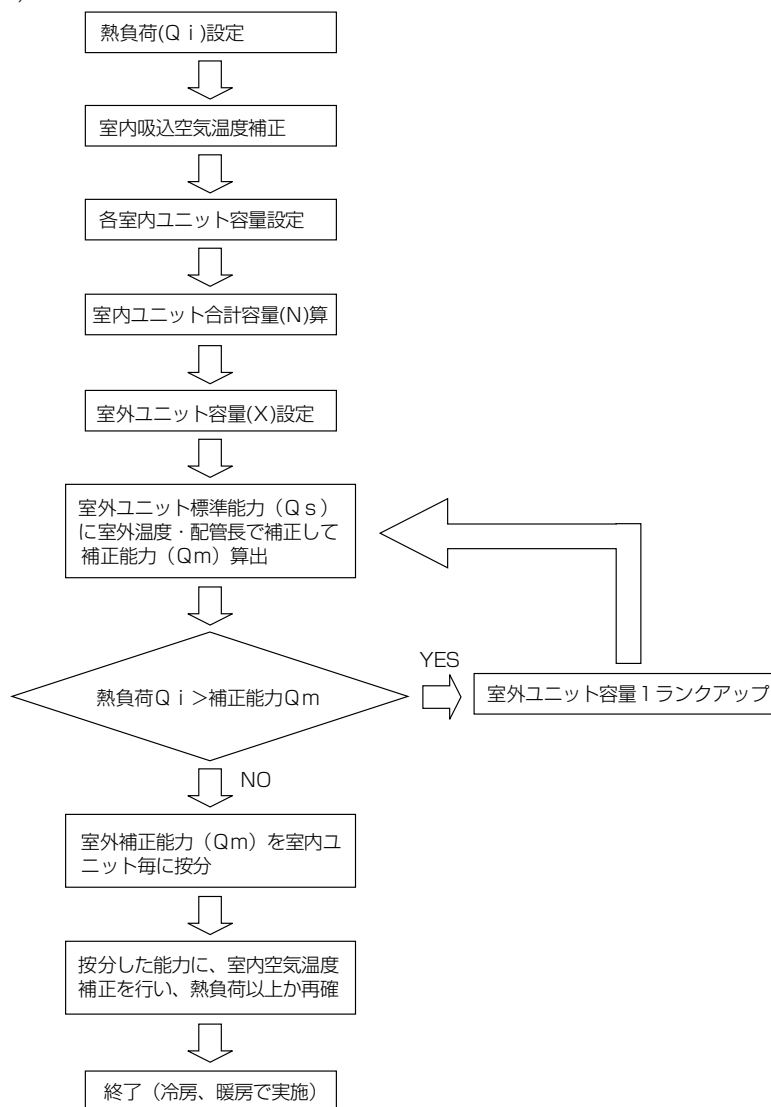 熱負荷(Ｑｉ)設定
室内吸込空気温度補正
各室内ユニット容量設定
室内ユニット合計容量(N)算
室外ユニット容量(X)設定
室外ユニット標準能力（Ｑｓ）
に室外温度・配管長で補正して
補正能力（Qm）算出
熱負荷Ｑｉ＞補正能力Qm
YES
室外ユニット容量１ランクアップ
NO
室外補正能力（Qm）を室内ユ
ニット毎に按分
按分した能力に、室内空気温度
補正を行い、熱負荷以上か再確
終了（冷房、暖房で実施）